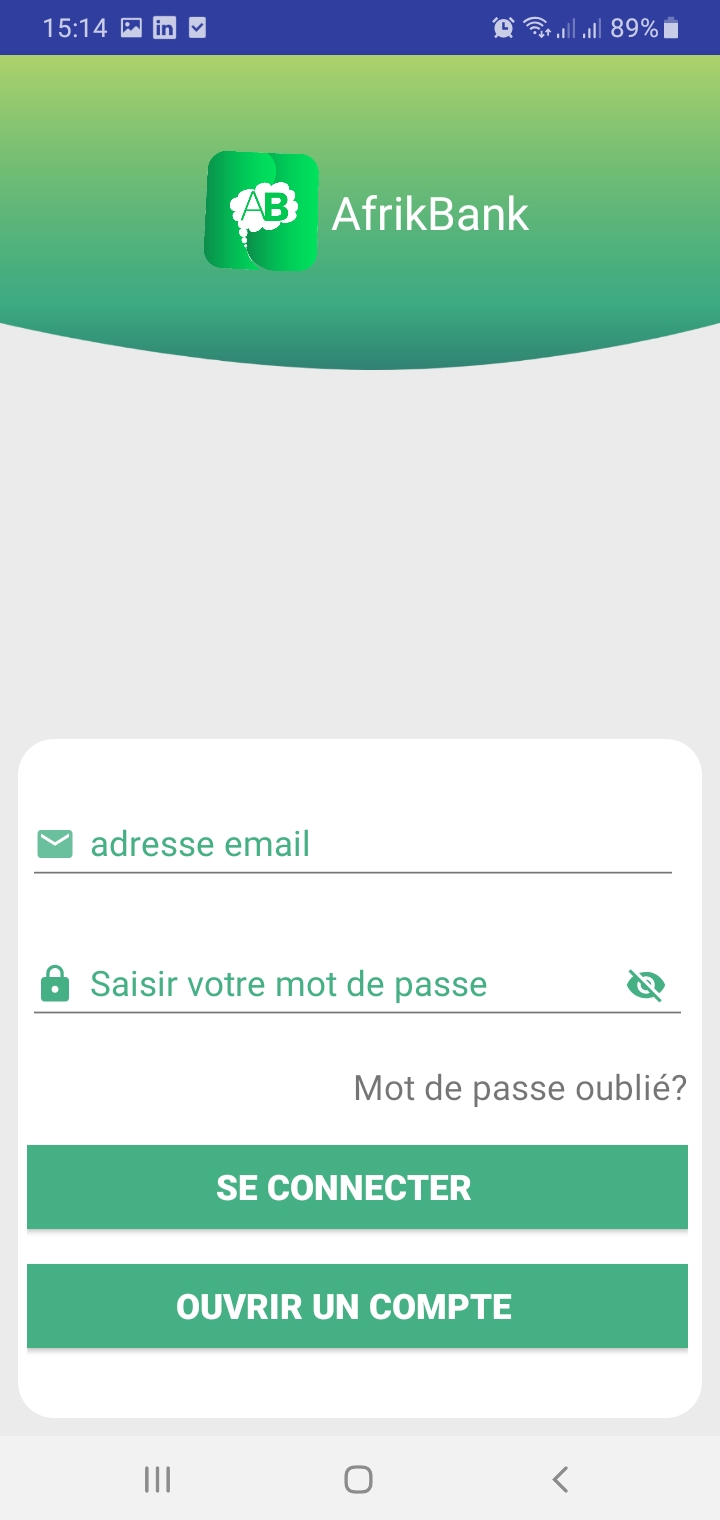 15:14
89%
AB
AfrikBank
adresse email
Saisir votre mot de passe
Mot de passe oublié?
SE CONNECTER
OUVRIR UN COMPTE